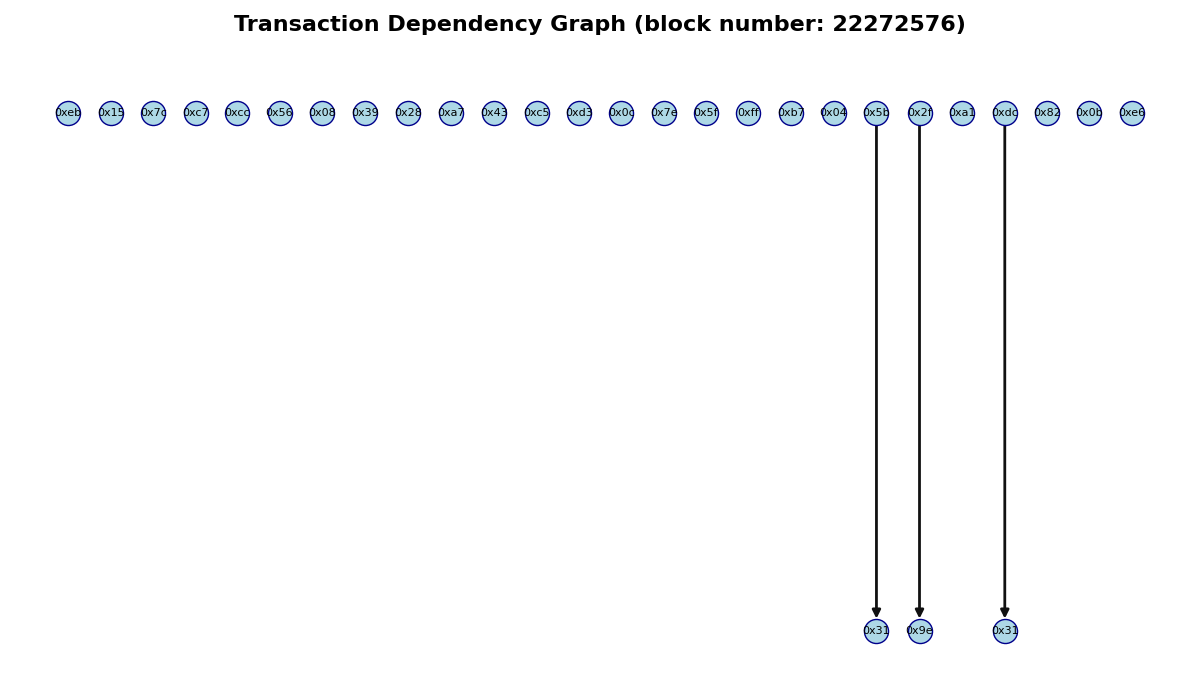 Transaction Dependency Graph (block number: 22272576)
0xeb 0x15 0x7c 0xc7 0xcc 0x56 0x08 0x39 0x28 0xa7 0x43 0xc5 0xd3 0x0c 0x7e 0x5f 0xff 0xb7 0x04 0x5b 0x2f 0xa1 0xdc 0x82 0x0b 0xe6
0x31 0x9e 0x31